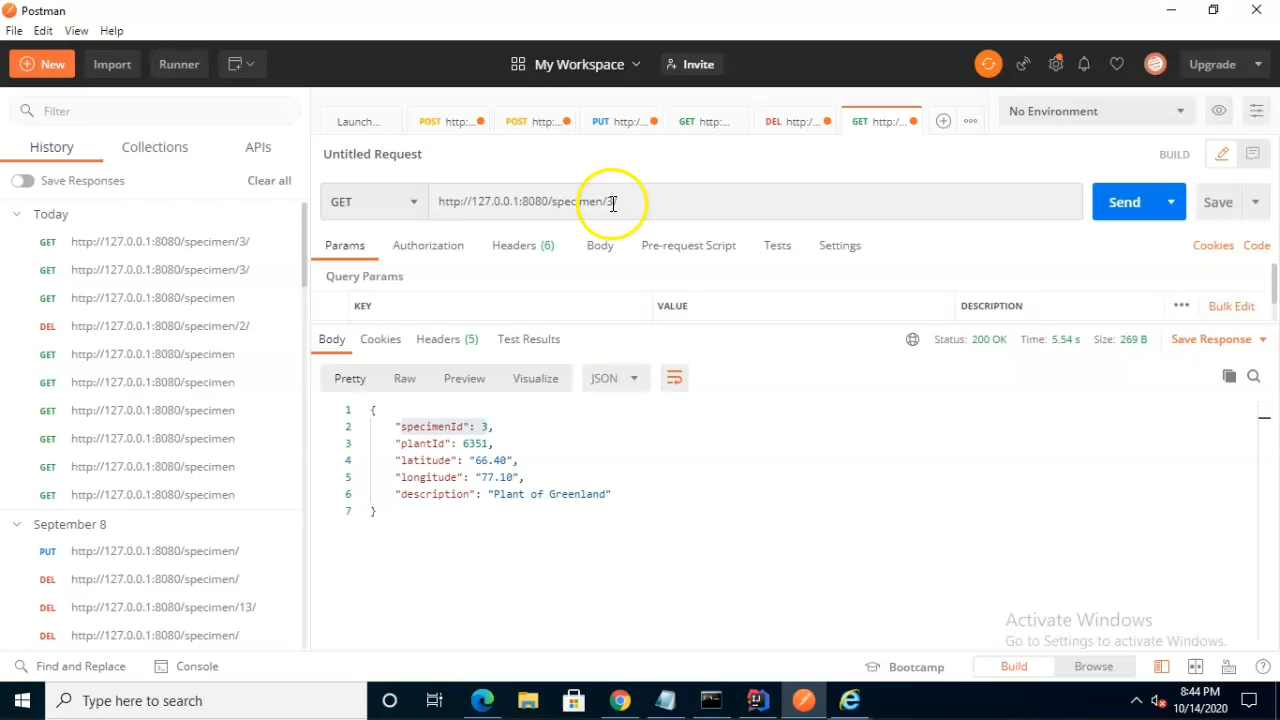 Postman
File Edit View Help
New Import Runner My Workspace Invite Upgrade
Filter
History Collections APIs
Save Responses Clear all
Today
GET http://127.0.0.1:8080/specimen/3/
GET http://127.0.0.1:8080/specimen/3/
GET http://127.0.0.1:8080/specimen
DEL http://127.0.0.1:8080/specimen/2/
GET http://127.0.0.1:8080/specimen
GET http://127.0.0.1:8080/specimen
GET http://127.0.0.1:8080/specimen
GET http://127.0.0.1:8080/specimen
GET http://127.0.0.1:8080/specimen
GET http://127.0.0.1:8080/specimen
September 8
PUT http://127.0.0.1:8080/specimen/
DEL http://127.0.0.1:8080/specimen/
DEL http://127.0.0.1:8080/specimen/13/
DEL http://127.0.0.1:8080/specimen/
Launch... POST http:... POST http:... PUT http:/... GET http:... DEL http:/... GET http:/... No Environment
Untitled Request BUILD
GET http://127.0.0.1:8080/specimen/3/ Send Save
Params Authorization Headers (6) Body Pre-request Script Tests Settings Cookies Code
Query Params
KEY VALUE DESCRIPTION Bulk Edit
Body Cookies Headers (5) Test Results Status: 200 OK Time: 5.54 s Size: 269 B Save Response
Pretty Raw Preview Visualize JSON
1 {
2 "specimenId": 3,
3 "plantId": 6351,
4 "latitude": "66.40",
5 "longitude": "77.10",
6 "description": "Plant of Greenland"
7 }
Activate Windows
Go to Settings to activate Windows.
Find and Replace Console Bootcamp Build Browse
Type here to search
8:44 PM
10/14/2020